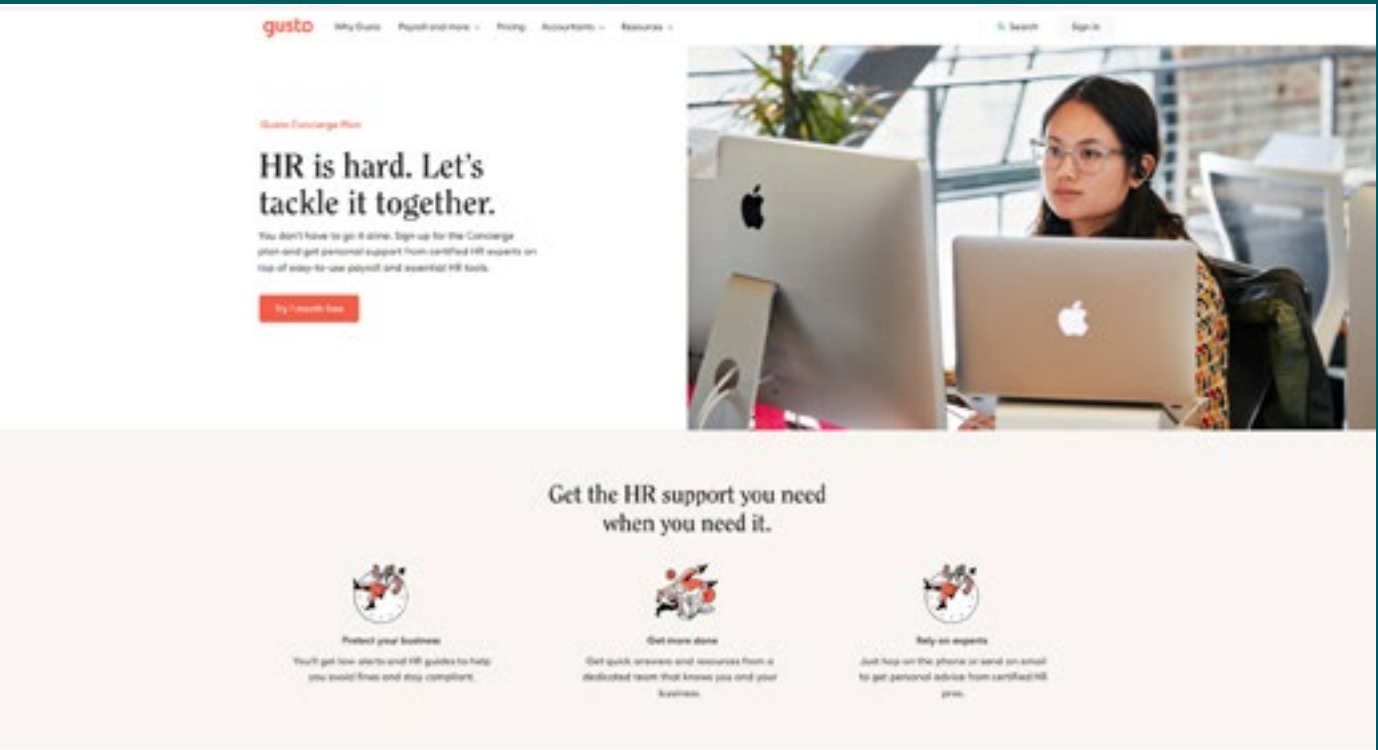 gusto
Why Gusto
Payroll and more
Pricing
Accountants
Resources
Search
Sign in
Gusto Concierge Plan
HR is hard. Let's
tackle it together.
You don't have to go it alone. Sign up for the Concierge
plan and get personal support from certified HR experts on
top of easy-to-use payroll and essential HR tools.
Try 1 month free
Get the HR support you need
when you need it.
Protect your business
You'll get law alerts and HR guides to help
you avoid fines and stay compliant.
Get more done
Get quick answers and resources from a
dedicated team that knows you and your
business.
Rely on experts
Just hop on the phone or send an email
to get personal advice from certified HR
pros.